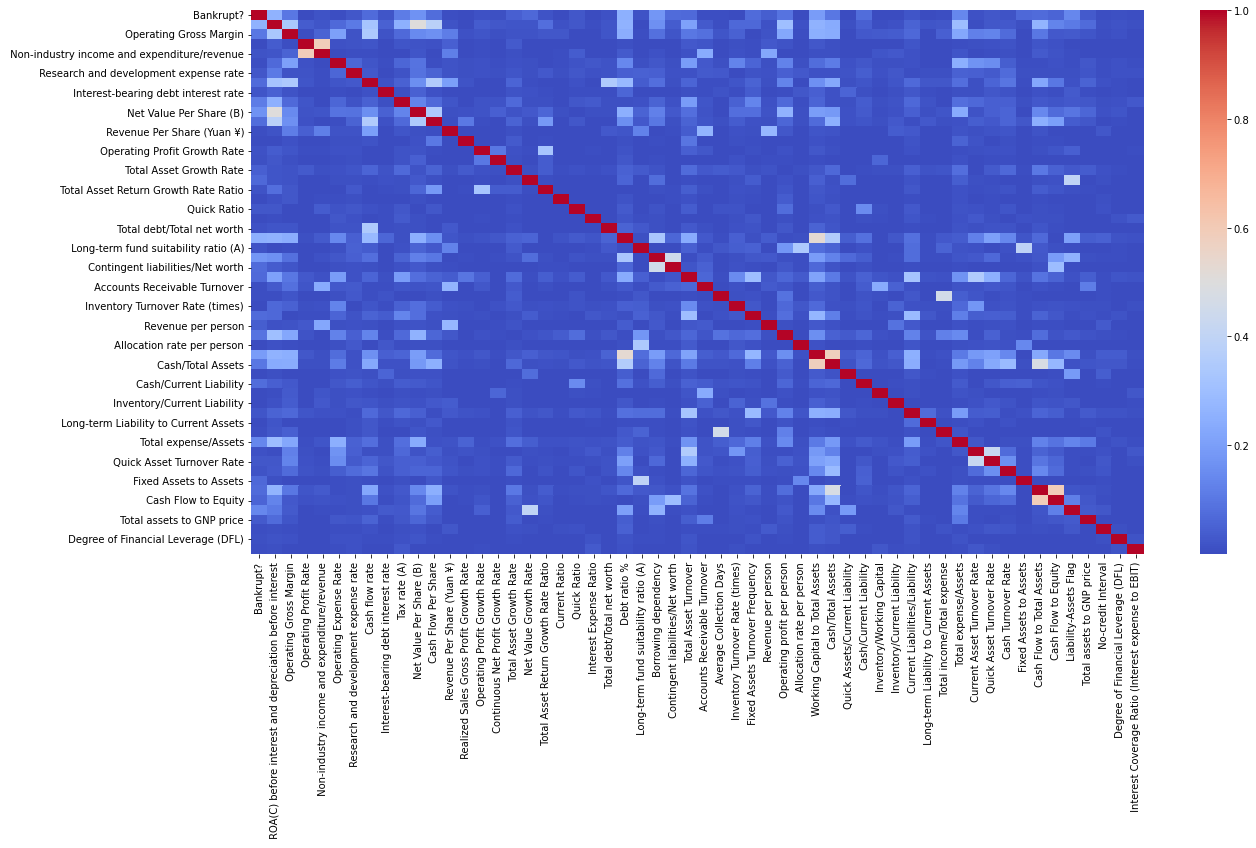 Bankrupt?
Operating Gross Margin
Non-industry income and expenditure/revenue
Research and development expense rate
Interest-bearing debt interest rate
Net Value Per Share (B)
Revenue Per Share (Yuan ¥)
Operating Profit Growth Rate
Total Asset Growth Rate
Total Asset Return Growth Rate Ratio
Quick Ratio
Total debt/Total net worth
Long-term fund suitability ratio (A)
Contingent liabilities/Net worth
Accounts Receivable Turnover
Inventory Turnover Rate (times)
Revenue per person
Allocation rate per person
Cash/Total Assets
Cash/Current Liability
Inventory/Current Liability
Long-term Liability to Current Assets
Total expense/Assets
Quick Asset Turnover Rate
Fixed Assets to Assets
Cash Flow to Equity
Total assets to GNP price
Degree of Financial Leverage (DFL)
Bankrupt?
ROA(C) before interest and depreciation before interest
Operating Gross Margin
Operating Profit Rate
Non-industry income and expenditure/revenue
Operating Expense Rate
Research and development expense rate
Cash flow rate
Interest-bearing debt interest rate
Tax rate (A)
Net Value Per Share (B)
Cash Flow Per Share
Revenue Per Share (Yuan ¥)
Realized Sales Gross Profit Growth Rate
Operating Profit Growth Rate
Continuous Net Profit Growth Rate
Total Asset Growth Rate
Net Value Growth Rate
Total Asset Return Growth Rate Ratio
Current Ratio
Quick Ratio
Interest Expense Ratio
Total debt/Total net worth
Debt ratio %
Long-term fund suitability ratio (A)
Borrowing dependency
Contingent liabilities/Net worth
Total Asset Turnover
Accounts Receivable Turnover
Average Collection Days
Inventory Turnover Rate (times)
Fixed Assets Turnover Frequency
Revenue per person
Operating profit per person
Allocation rate per person
Working Capital to Total Assets
Cash/Total Assets
Quick Assets/Current Liability
Cash/Current Liability
Inventory/Working Capital
Inventory/Current Liability
Current Liabilities/Liability
Long-term Liability to Current Assets
Total income/Total expense
Total expense/Assets
Current Asset Turnover Rate
Quick Asset Turnover Rate
Cash Turnover Rate
Fixed Assets to Assets
Cash Flow to Total Assets
Cash Flow to Equity
Liability-Assets Flag
Total assets to GNP price
No-credit Interval
Degree of Financial Leverage (DFL)
Interest Coverage Ratio (Interest expense to EBIT)
1.0
0.8
0.6
0.4
0.2